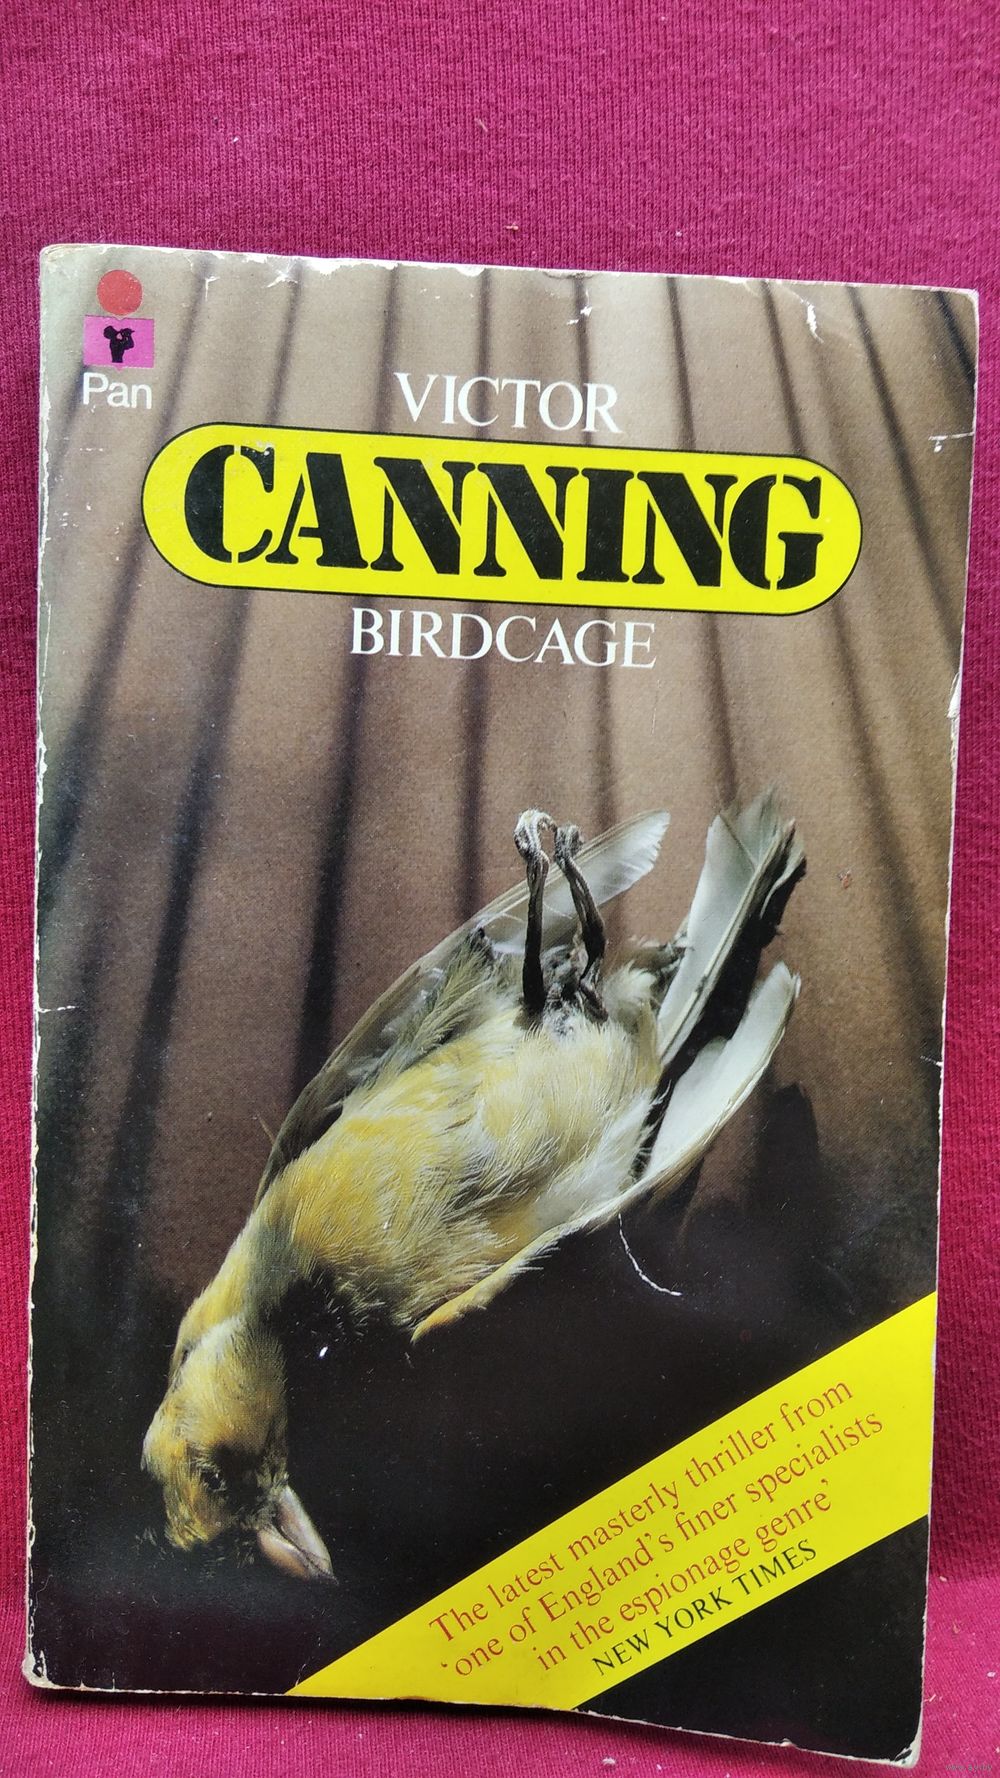 Pan
VICTOR
CANNING
BIRDCAGE
The latest masterly thriller from
'one of England's finer specialists
in the espionage genre'
NEW YORK TIMES